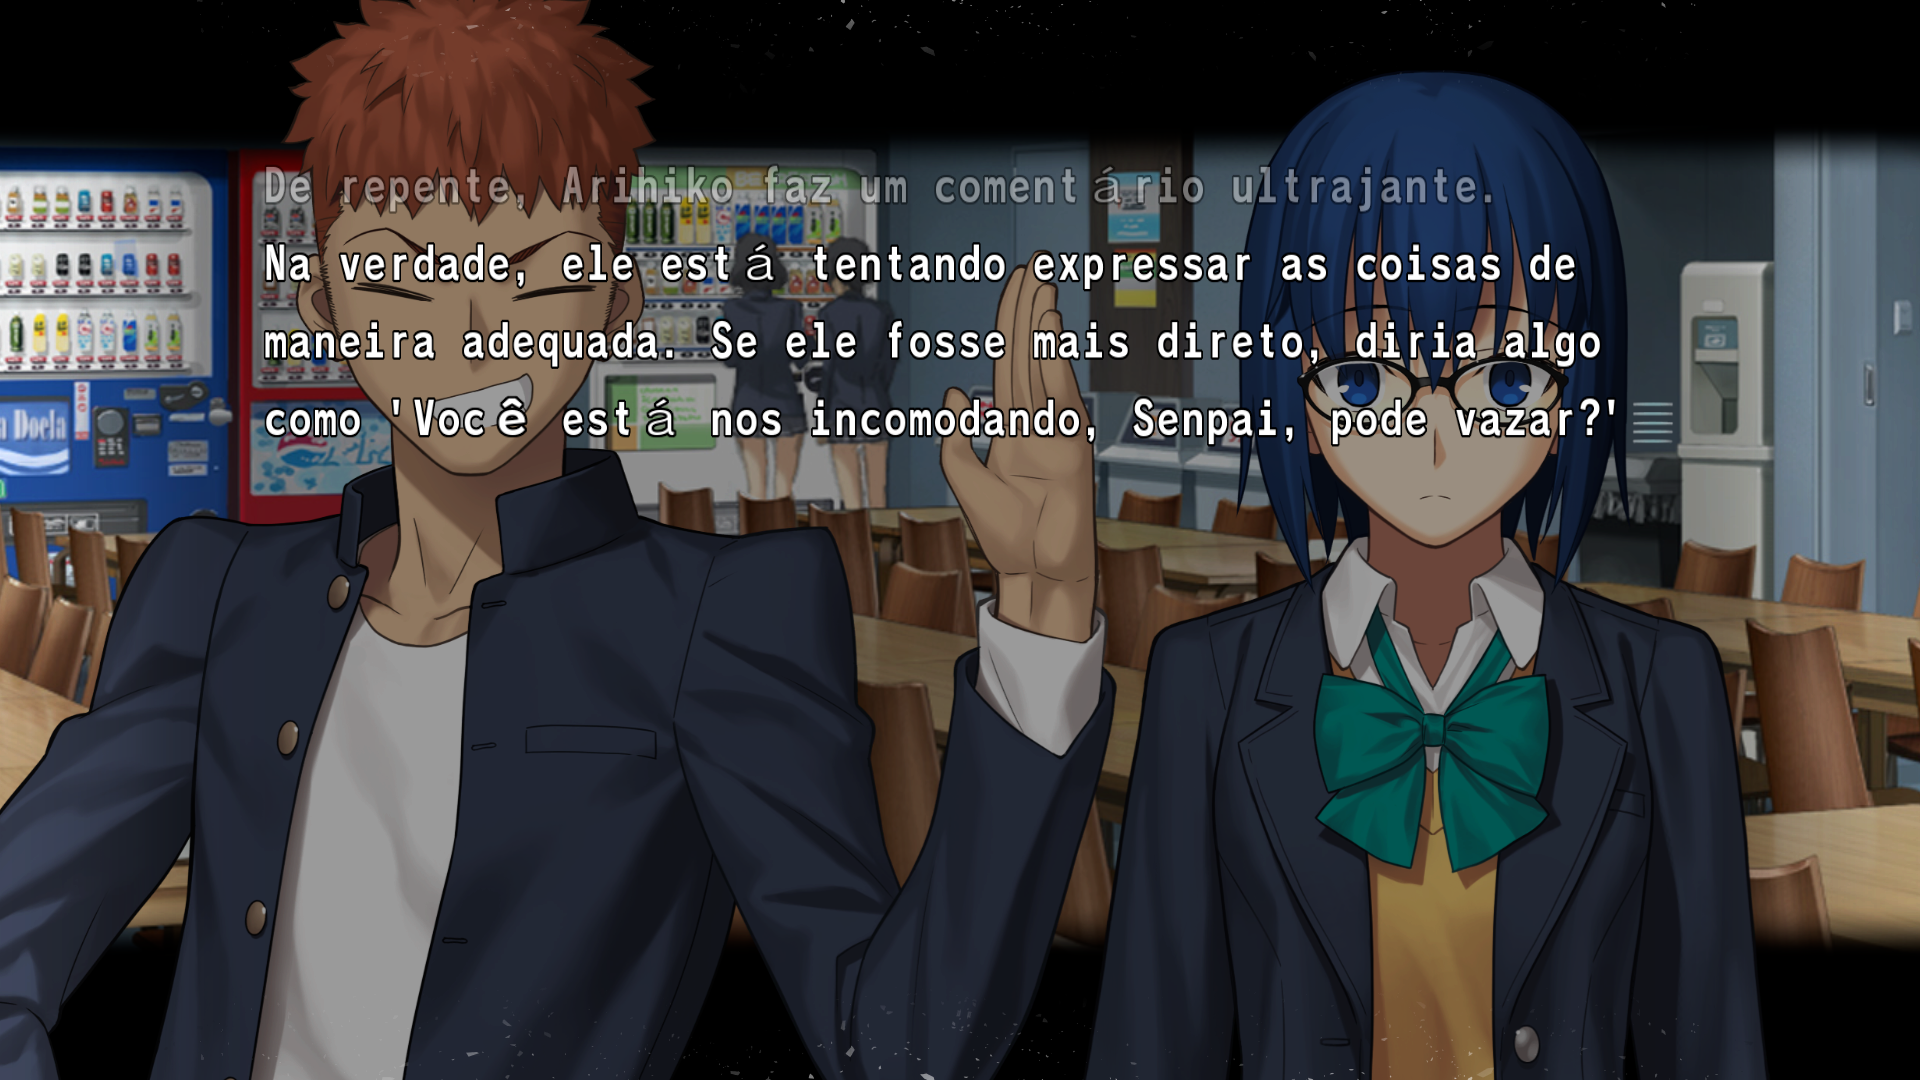 De repente, Arihiko faz um comentário ultrajante.
Na verdade, ele está tentando expressar as coisas de
maneira adequada. Se ele fosse mais direto, diria algo
como 'Você está nos incomodando, Senpai, pode vazar?'
a Doela